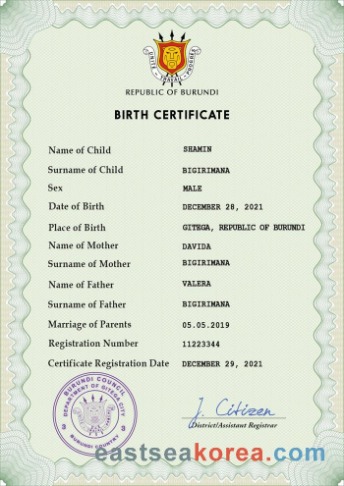 UNITE TRAVAIL PROGRES
REPUBLIC OF BURUNDI
BIRTH CERTIFICATE
Name of Child SHAMIN
Surname of Child BIGIRIMANA
Sex MALE
Date of Birth DECEMBER 28, 2021
Place of Birth GITEGA, REPUBLIC OF BURUNDI
Name of Mother DAVIDA
Surname of Mother BIGIRIMANA
Name of Father VALERA
Surname of Father BIGIRIMANA
Marriage of Parents 05.05.2019
Registration Number 11223344
Certificate Registration Date DECEMBER 29, 2021
BURUNDI COUNCIL
DEPARTMENT OF GITEGA CITY
BURUNDI COUNTRY
J. Citizen
District/Assistant Registrar
eastseakorea.com